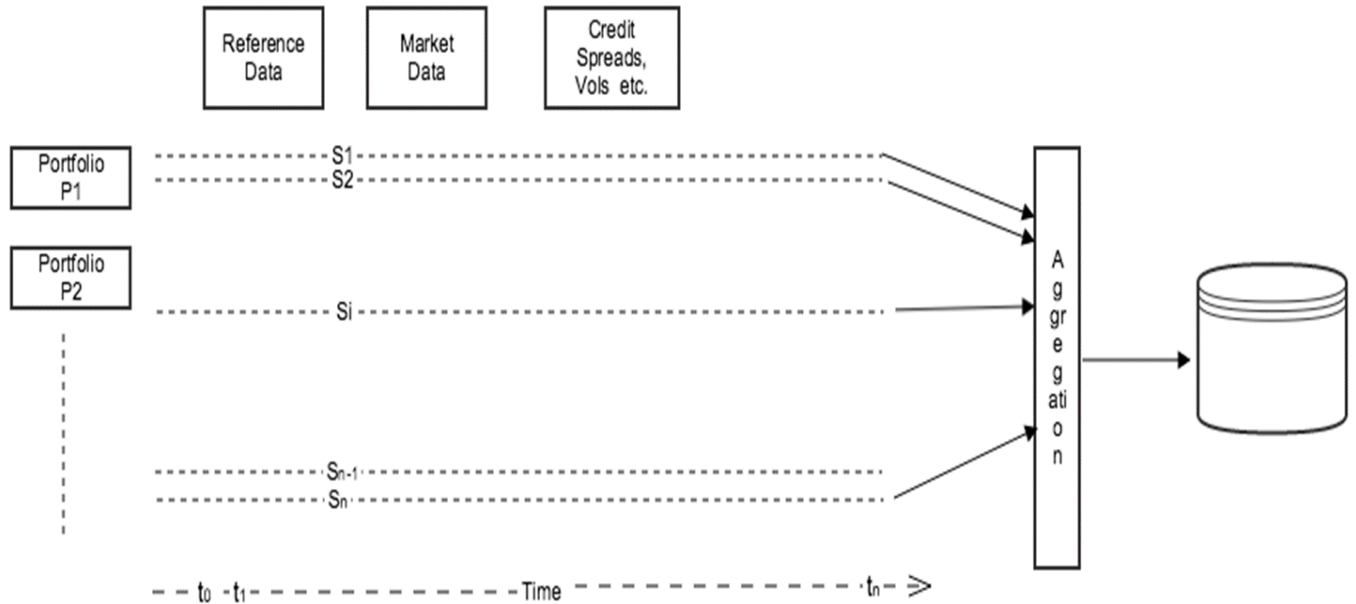 Reference
Data
Market
Data
Credit
Spreads,
Vols etc.
Portfolio
P1
S1
S2
Portfolio
P2
Si
A
g
gr
e
g
ati
o
n
Sn-1
Sn
t0
t1
Time
tn